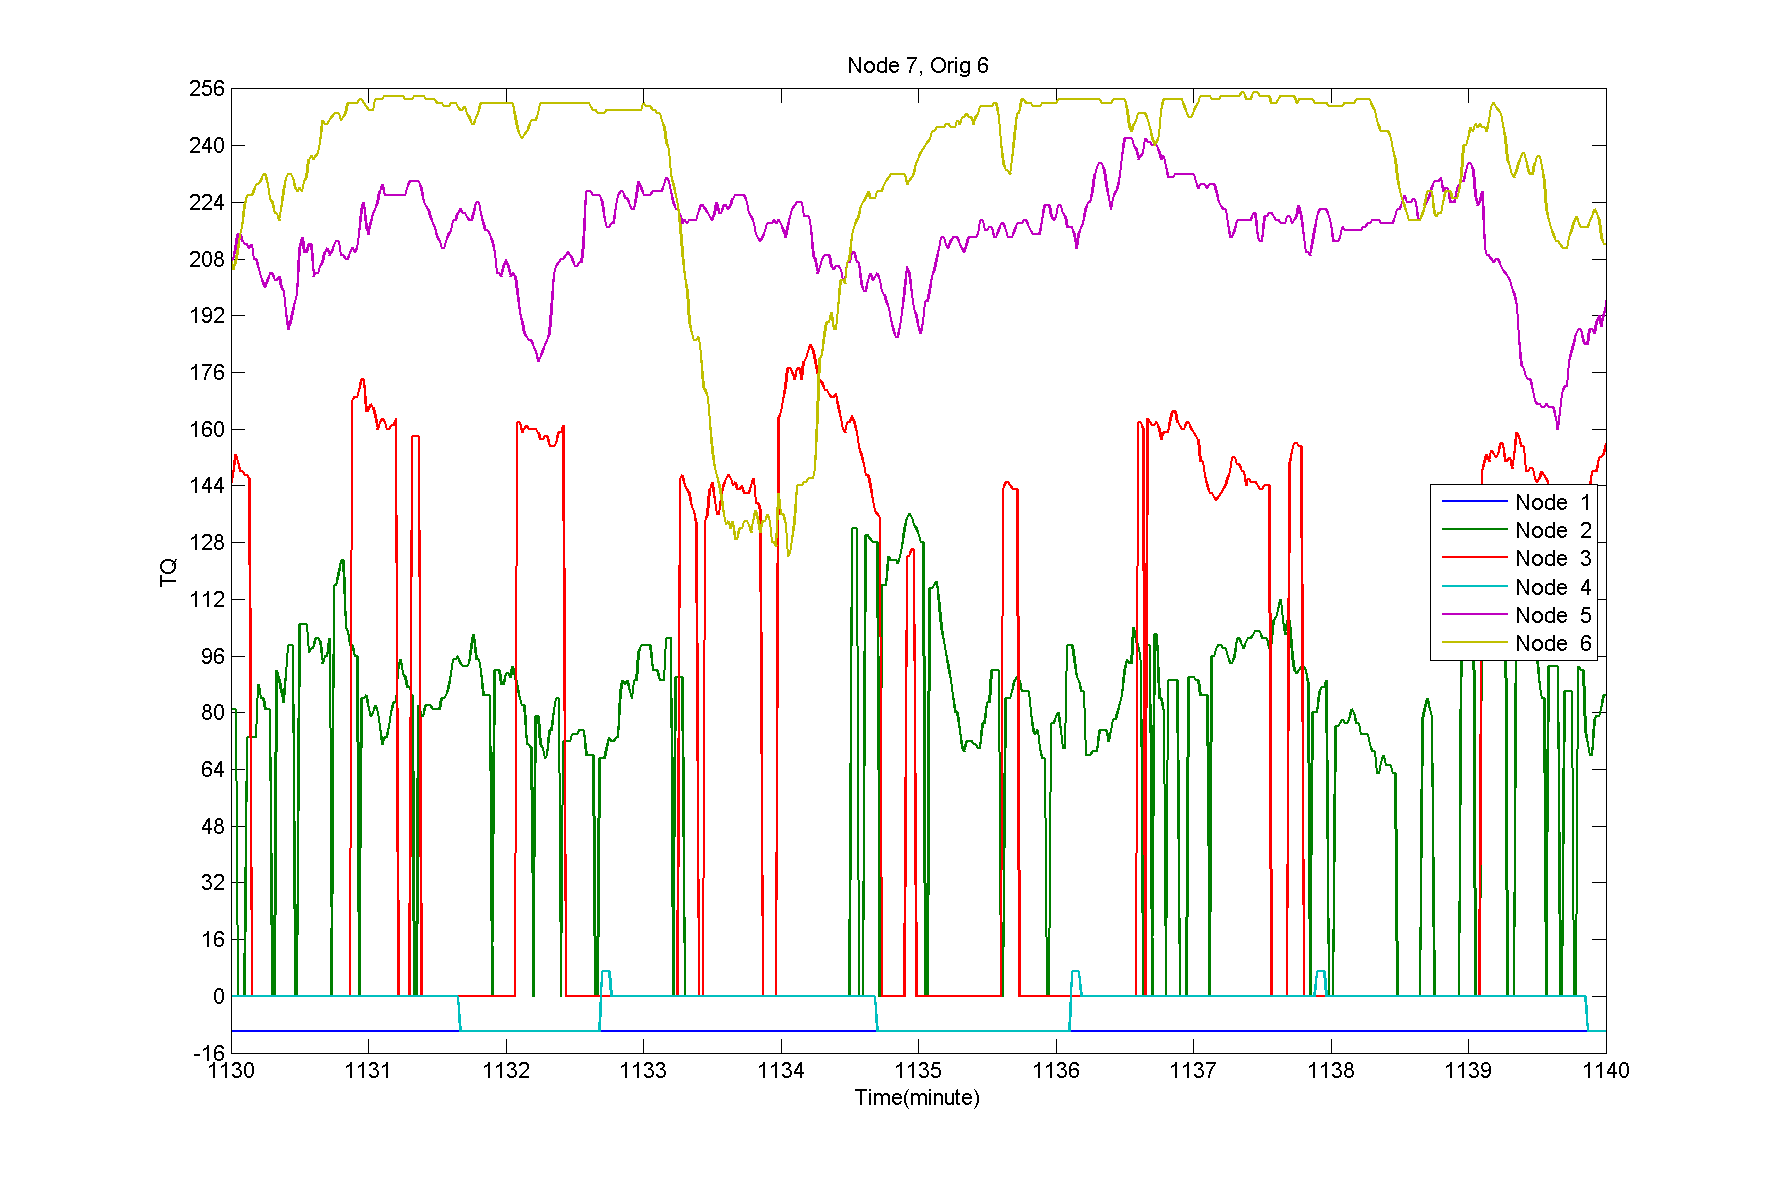 Node 7, Orig 6
256
240
224
208
192
176
160
144
128
112
96
80
64
48
32
16
0
-16
TQ
Node 1
Node 2
Node 3
Node 4
Node 5
Node 6
1130 1131 1132 1133 1134 1135 1136 1137 1138 1139 1140
Time(minute)